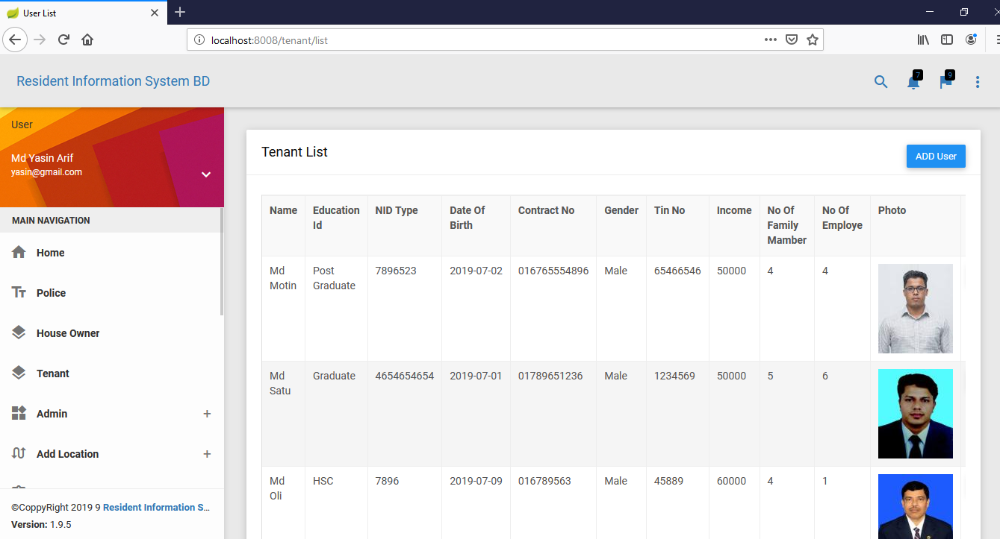 User List
localhost:8008/tenant/list
Resident Information System BD
7
9
User
Md Yasin Arif
yasin@gmail.com
MAIN NAVIGATION
Home
Police
House Owner
Tenant
Admin +
Add Location +
©CoppyRight 2019 9 Resident Information S...
Version: 1.9.5
Tenant List
ADD User
Name Education NID Type Date Of Contract No Gender Tin No Income No Of No Of Photo
Id Birth Family Employe
Mamber
Md Post 7896523 2019-07-02 016765554896 Male 65466546 50000 4 4
Motin Graduate
Md Graduate 4654654654 2019-07-01 01789651236 Male 1234569 50000 5 6
Satu
Md HSC 7896 2019-07-09 016789563 Male 45889 60000 4 1
Oli